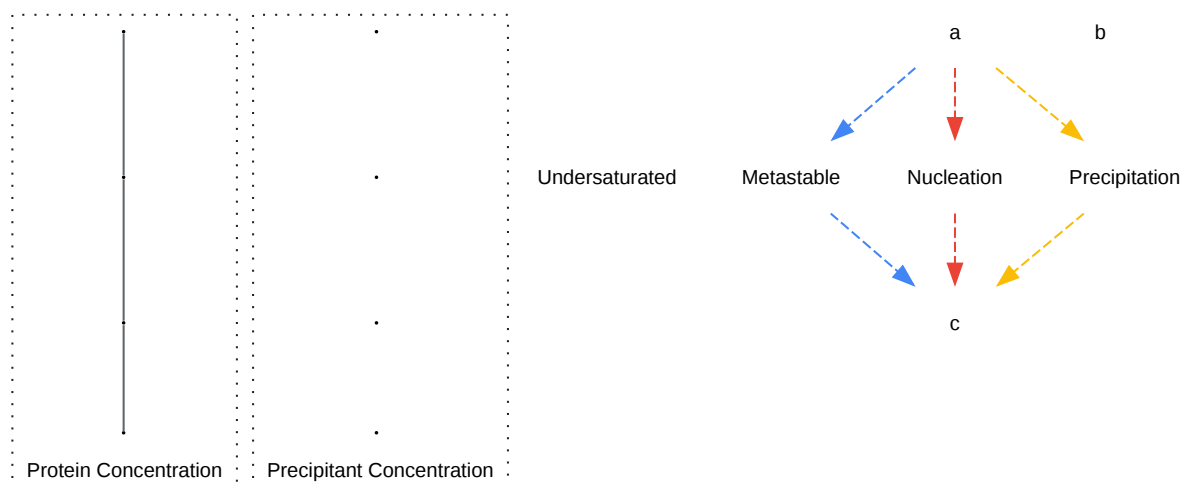 a
b
Undersaturated
Metastable
Nucleation
Precipitation
c
Protein Concentration
Precipitant Concentration